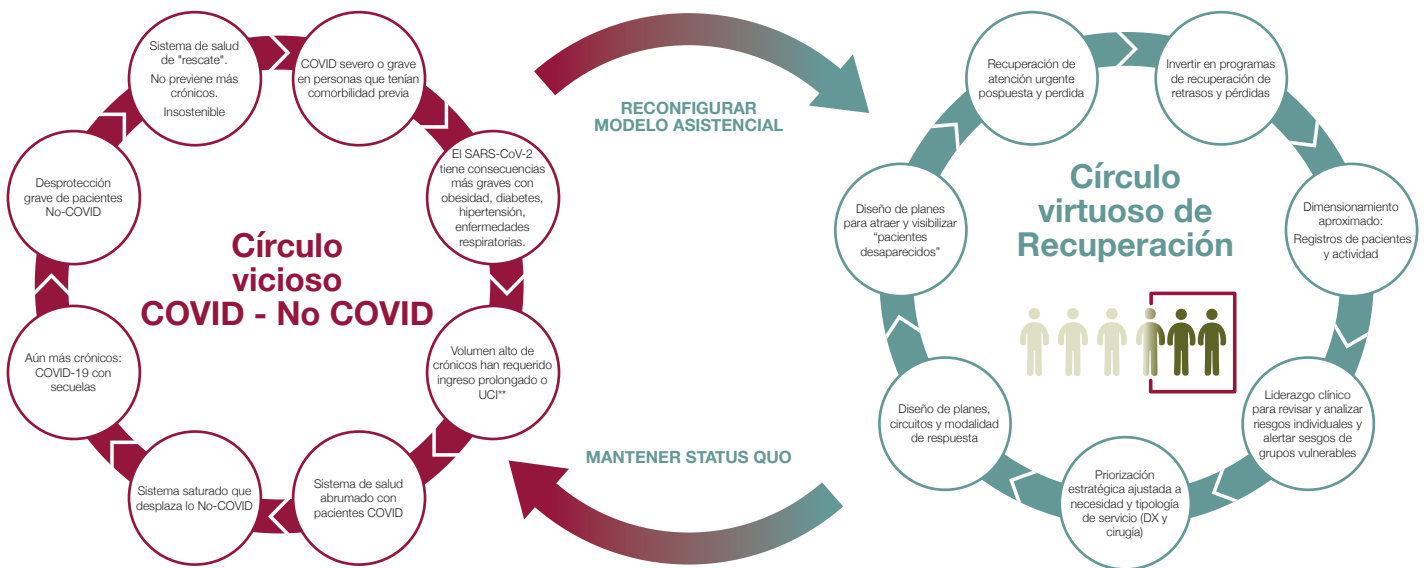 Sistema de salud
de "rescate".
No previene más
crónicos.
Insostenible
COVID severo o grave
en personas que tenían
comorbilidad previa
El SARS-CoV-2
tiene consecuencias
más graves con
obesidad, diabetes,
hipertensión,
enfermedades
respiratorias.
Volumen alto de
crónicos han requerido
ingreso prolongado o
UCI**
Sistema de salud
abrumado con
pacientes COVID
Sistema saturado que
desplaza lo No-COVID
Aún más crónicos:
COVID-19 con
secuelas
Desprotección
grave de pacientes
No-COVID
Círculo
vicioso
COVID - No COVID
RECONFIGURAR
MODELO ASISTENCIAL
MANTENER STATUS QUO
Recuperación de
atención urgente
pospuesta y perdida
Invertir en programas
de recuperación de
retrasos y pérdidas
Dimensionamiento
aproximado:
Registros de pacientes
y actividad
Liderazgo clínico
para revisar y analizar
riesgos individuales y
alertar sesgos de
grupos vulnerables
Priorización
estratégica ajustada a
necesidad y tipología
de servicio (DX y
cirugía)
Diseño de planes,
circuitos y modalidad
de respuesta
Diseño de planes
para atraer y visibilizar
“pacientes
desaparecidos”
Círculo
virtuoso de
Recuperación